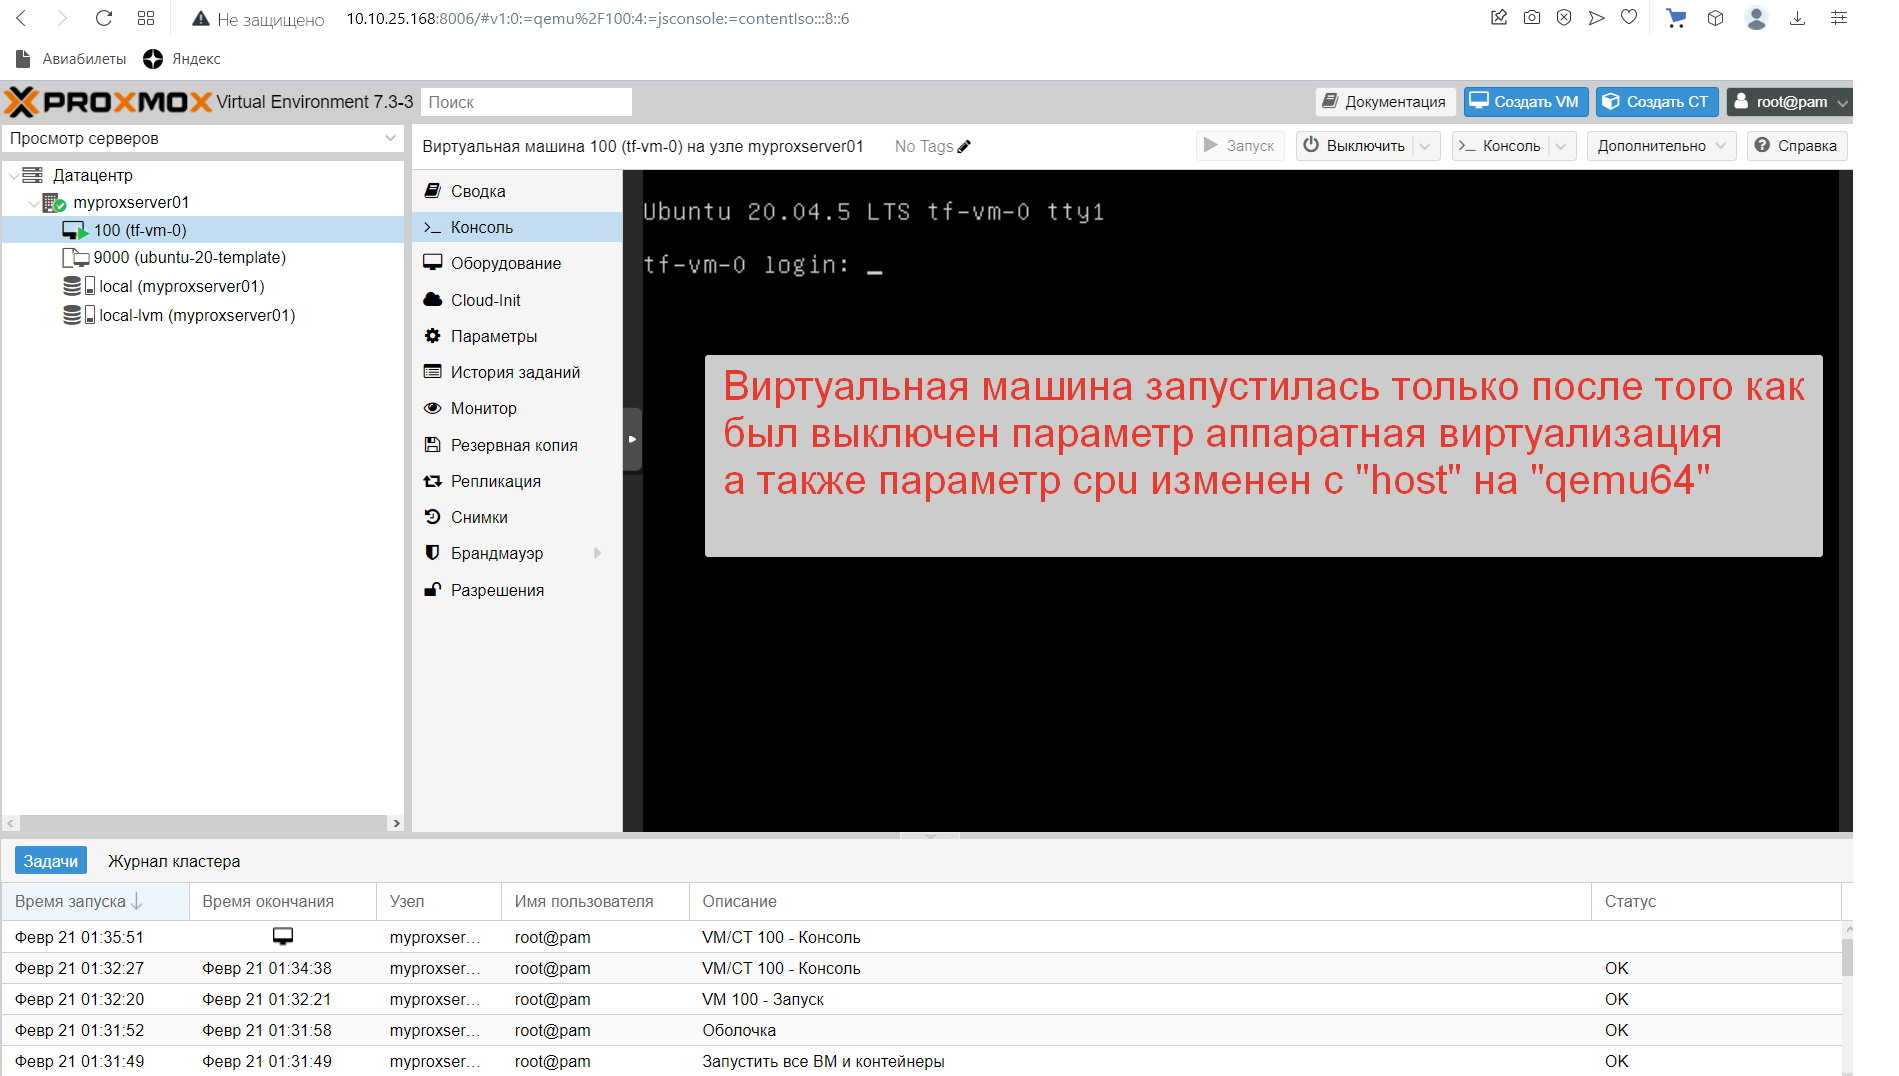 Не защищено
10.10.25.168:8006/#v1:0:=qemu%2F100:4:=jsconsole:=contentIso:::8::6
Авиабилеты
Яндекс
PROXMOX Virtual Environment 7.3-3
Поиск
Документация
Создать VM
Создать CT
root@pam
Просмотр серверов
Виртуальная машина 100 (tf-vm-0) на узле myproxserver01
No Tags
Запуск
Выключить
Консоль
Дополнительно
Справка
Датацентр
myproxserver01
100 (tf-vm-0)
9000 (ubuntu-20-template)
local (myproxserver01)
local-lvm (myproxserver01)
Сводка
Консоль
Оборудование
Cloud-Init
Параметры
История заданий
Монитор
Резервная копия
Репликация
Снимки
Брандмауэр
Разрешения
Ubuntu 20.04.5 LTS tf-vm-0 tty1
tf-vm-0 login: _
Виртуальная машина запустилась только после того как
был выключен параметр аппаратная виртуализация
а также параметр cpu изменен с "host" на "qemu64"
Задачи
Журнал кластера
Время запуска Время окончания Узел Имя пользователя Описание Статус
Февр 21 01:35:51 myproxser... root@pam VM/CT 100 - Консоль
Февр 21 01:32:27 Февр 21 01:34:38 myproxser... root@pam VM/CT 100 - Консоль OK
Февр 21 01:32:20 Февр 21 01:32:21 myproxser... root@pam VM 100 - Запуск OK
Февр 21 01:31:52 Февр 21 01:31:58 myproxser... root@pam Оболочка OK
Февр 21 01:31:49 Февр 21 01:31:49 myproxser... root@pam Запустить все ВМ и контейнеры OK